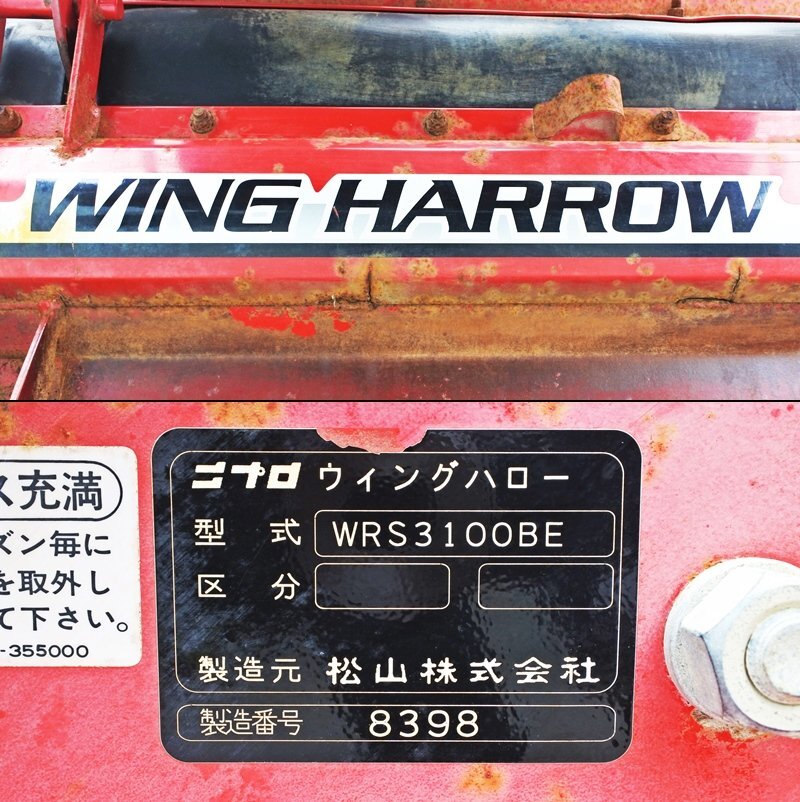 WING HARROW
ス充満
ズン毎に
を取外し
て下さい。
-355000
ニプロ ウィングハロー
型式 WRS3100BE
区分
製造元 松山株式会社
製造番号 8398